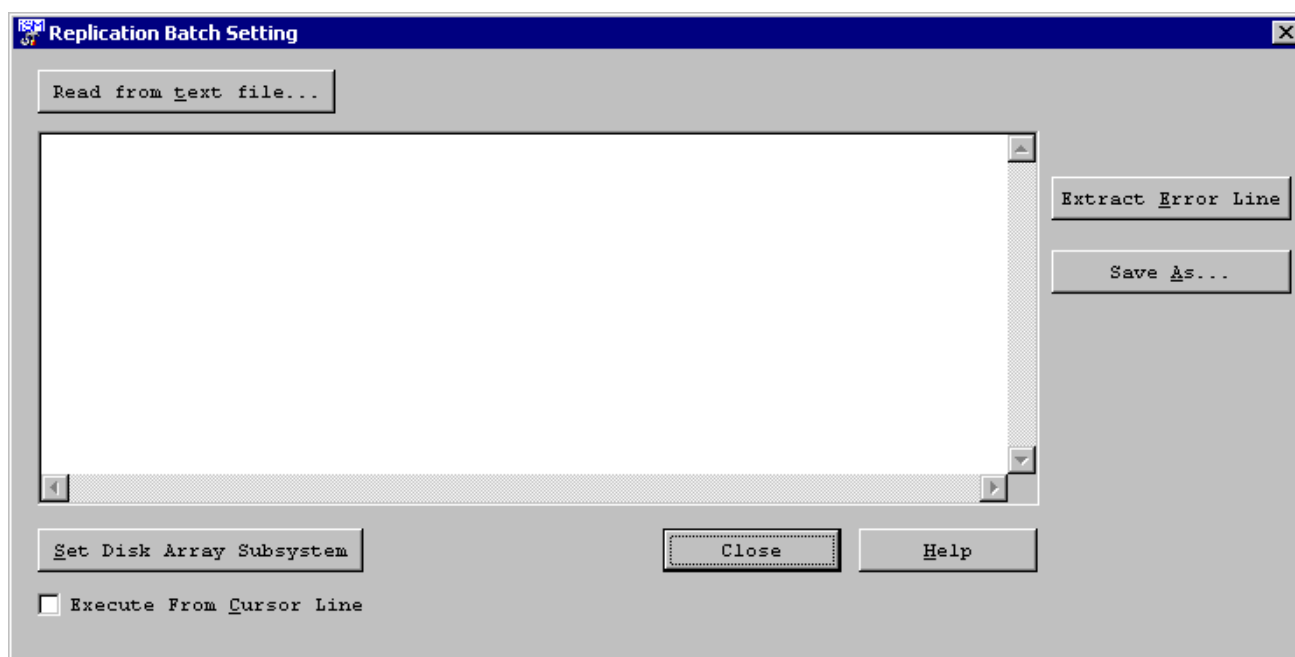 Replication Batch Setting
Read from text file...
Extract Error Line
Save As...
Set Disk Array Subsystem
Close
Help
Execute From Cursor Line